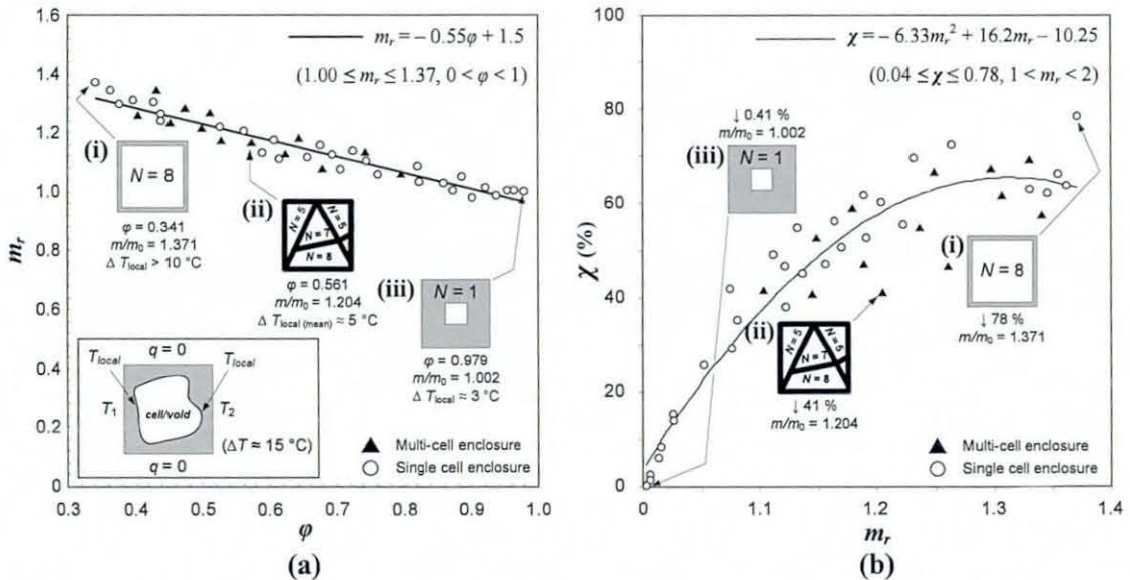 1.6
1.4
1.2
1.0
0.8
0.6
0.4
0.2
0
m_r
m_r = – 0.55φ + 1.5
(1.00 ≤ m_r ≤ 1.37, 0 < φ < 1)
(i)
N = 8
φ = 0.341
m/m₀ = 1.371
Δ T_local > 10 °C
(ii)
N = 5
N = 5
N = 7
N = 8
φ = 0.561
m/m₀ = 1.204
Δ T_local (mean) ≈ 5 °C
(iii)
N = 1
φ = 0.979
m/m₀ = 1.002
Δ T_local ≈ 3 °C
q = 0
T_local
T_local
T₁
cell/void
T₂
(ΔT ≈ 15 °C)
q = 0
▲ Multi-cell enclosure
○ Single cell enclosure
0.3 0.4 0.5 0.6 0.7 0.8 0.9 1.0
φ
(a)
100
80
60
40
20
0
χ (%)
χ = – 6.33m_r² + 16.2m_r – 10.25
(0.04 ≤ χ ≤ 0.78, 1 < m_r < 2)
↓ 0.41 %
m/m₀ = 1.002
(iii)
N = 1
(i)
N = 8
↓ 78 %
m/m₀ = 1.371
(ii)
N = 5
N = 5
N = 7
N = 8
↓ 41 %
m/m₀ = 1.204
▲ Multi-cell enclosure
○ Single cell enclosure
0 1.1 1.2 1.3 1.4
m_r
(b)